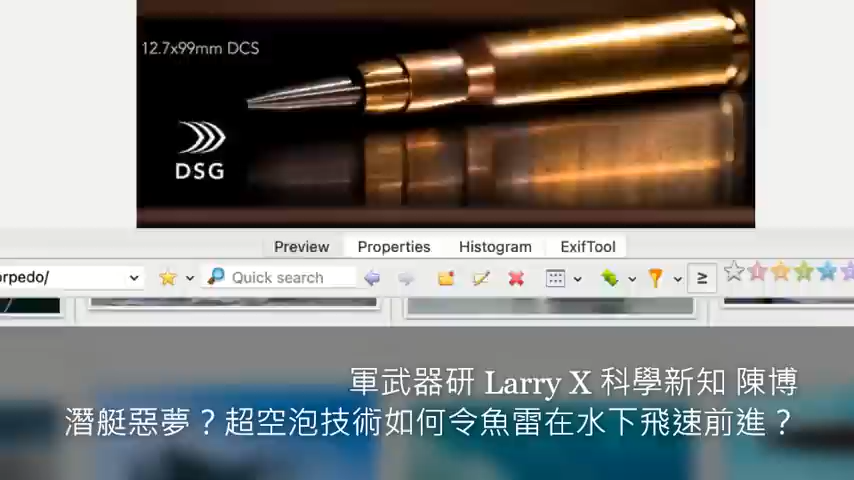 12.7x99mm DCS
DSG
Preview Properties Histogram ExifTool
orpedo/ Quick search ≥
軍武器研 Larry X 科學新知 陳博
潛艇惡夢？超空泡技術如何令魚雷在水下飛速前進？